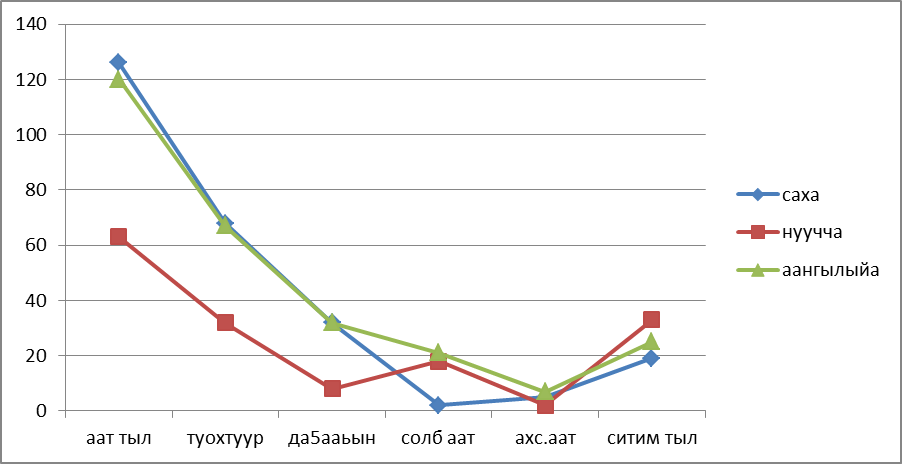 140
120
100
80
60
40
20
0
аат тыл туохтуур да5ааьын солб аат ахс.аат ситим тыл
саха
нуучча
аангылыйа